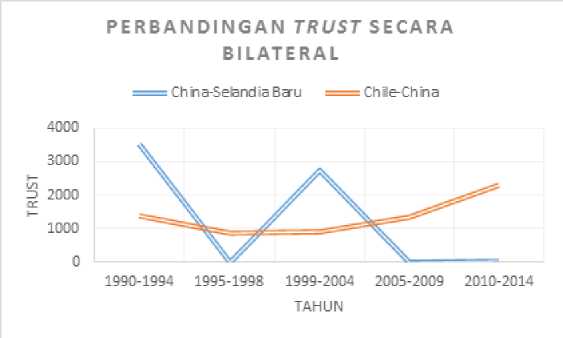 PERBANDINGAN TRUST SECARA
BILATERAL
China-Selandia Baru
Chile-China
4000
3000
2000
1000
0
TRUST
1990-1994
1995-1998
1999-2004
2005-2009
2010-2014
TAHUN